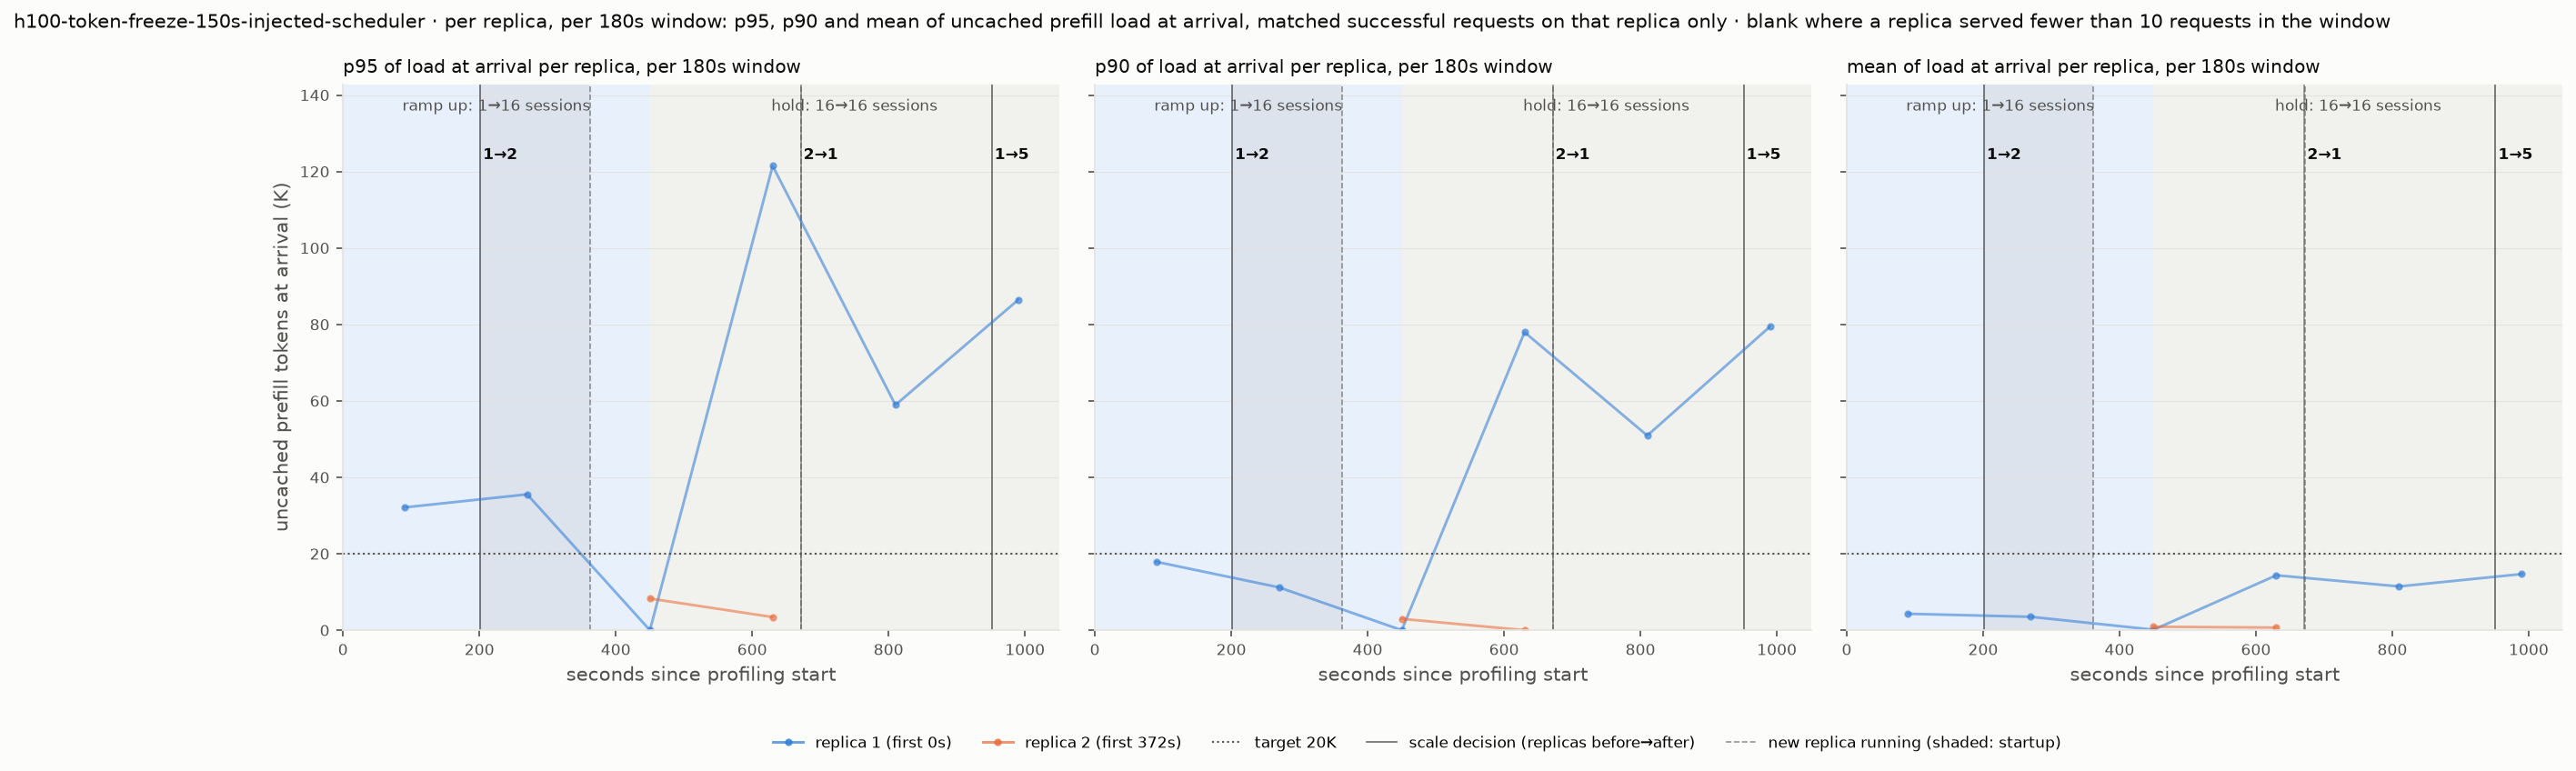 h100-token-freeze-150s-injected-scheduler · per replica, per 180s window: p95, p90 and mean of uncached prefill load at arrival, matched successful requests on that replica only · blank where a replica served fewer than 10 requests in the window
p95 of load at arrival per replica, per 180s window
ramp up: 1→16 sessions
hold: 16→16 sessions
1→2
2→1
1→5
uncached prefill tokens at arrival (K)
140
120
100
80
60
40
20
0
0 200 400 600 800 1000
seconds since profiling start
p90 of load at arrival per replica, per 180s window
ramp up: 1→16 sessions
hold: 16→16 sessions
1→2
2→1
1→5
0 200 400 600 800 1000
seconds since profiling start
mean of load at arrival per replica, per 180s window
ramp up: 1→16 sessions
hold: 16→16 sessions
1→2
2→1
1→5
0 200 400 600 800 1000
seconds since profiling start
replica 1 (first 0s) replica 2 (first 372s) target 20K scale decision (replicas before→after) new replica running (shaded: startup)